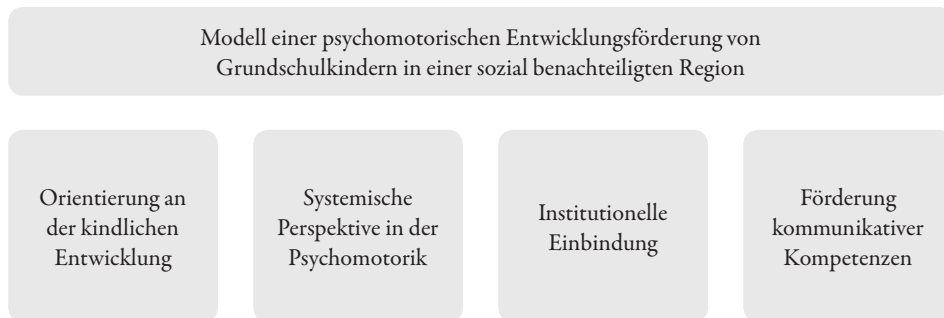 Modell einer psychomotorischen Entwicklungsförderung von
Grundschulkindern in einer sozial benachteiligten Region
Orientierung an
der kindlichen
Entwicklung
Systemische
Perspektive in der
Psychomotorik
Institutionelle
Einbindung
Förderung
kommunikativer
Kompetenzen